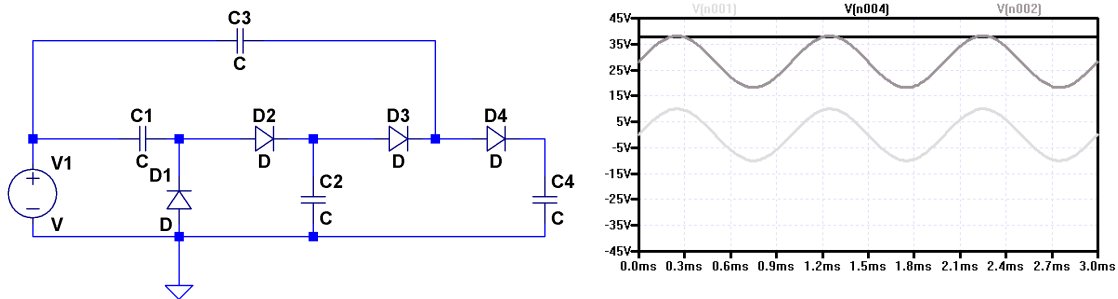 C3
C
C1
C
D1
D
D2
D
D3
D
D4
D
V1
V
C2
C
C4
C
V(n001) V(n004) V(n002)
45V
35V
25V
15V
5V
-5V
-15V
-25V
-35V
-45V
0.0ms 0.3ms 0.6ms 0.9ms 1.2ms 1.5ms 1.8ms 2.1ms 2.4ms 2.7ms 3.0ms